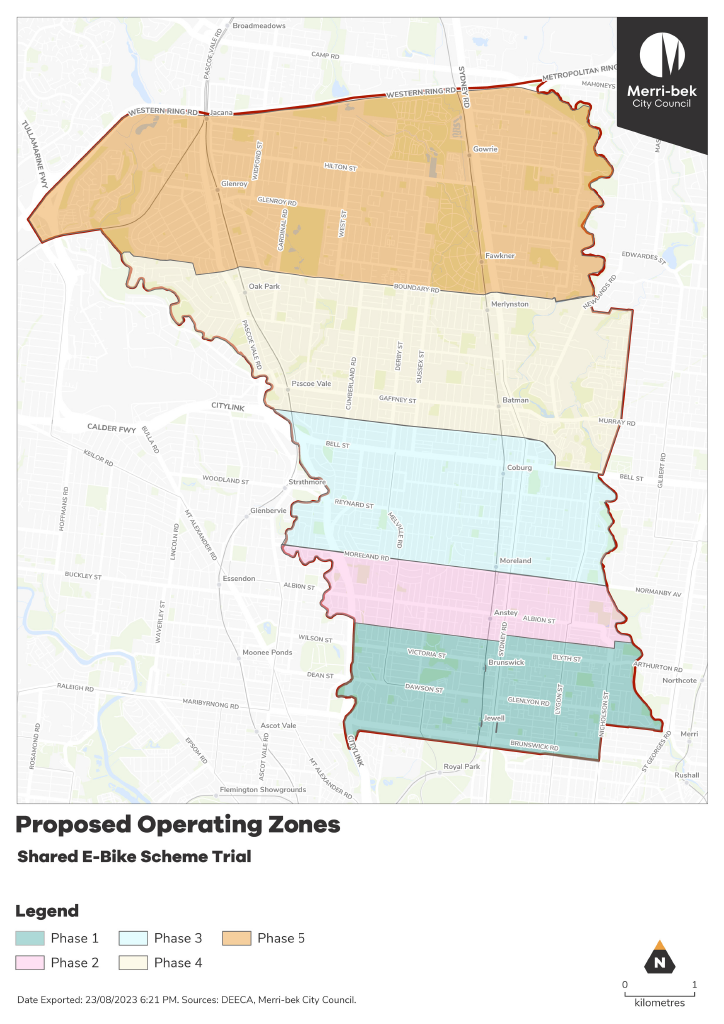 Broadmeadows
PASCOE VALE RD
CAMP RD
SYDNEY RD
METROPOLITAN RING
MAHONEYS
Merri-bek
City Council
WESTERN RING RD
WESTERN RING RD
Jacana
TULLAMARINE FWY
WIDFORD ST
Gowrie
HILTON ST
Glenroy
GLENROY RD
CARDINAL RD
WEST ST
Fawkner
EDWARDES ST
Oak Park
BOUNDARY RD
NEWLANDS RD
Merlynston
PASCOE VALE RD
DERBY ST
SUSSEX ST
CUMBERLAND RD
Pascoe Vale
GAFFNEY ST
Batman
CITYLINK
MURRAY RD
CALDER FWY
BULLA RD
BELL ST
KEILOR RD
Coburg
GILBERT RD
BELL ST
WOODLAND ST
Strathmore
HOFFMANS RD
REYNARD ST
Glenbervie
MT ALEXANDER RD
MELVILLE RD
LINCOLN RD
MORELAND RD
Moreland
BUCKLEY ST
Essendon
ALBION ST
NORMANBY AV
Anstey
ALBION ST
WAVERLEY ST
WILSON ST
SYDNEY RD
Moonee Ponds
VICTORIA ST
BLYTH ST
Brunswick
ARTHURTON RD
DEAN ST
Northcote
RALEIGH RD
DAWSON ST
MARIBYRNONG RD
GLENLYON RD
LYGON ST
NICHOLSON ST
Ascot Vale
Jewell
ROSAMOND RD
EPSOM RD
ASCOT VALE RD
CITYLINK
BRUNSWICK RD
ST GEORGES RD
Merri
MT ALEXANDER RD
Royal Park
Rushall
Flemington Showgrounds
Proposed Operating Zones
Shared E-Bike Scheme Trial
Legend
Phase 1 Phase 3 Phase 5
Phase 2 Phase 4
N
0 1
kilometres
Date Exported: 23/08/2023 6:21 PM. Sources: DEECA, Merri-bek City Council.